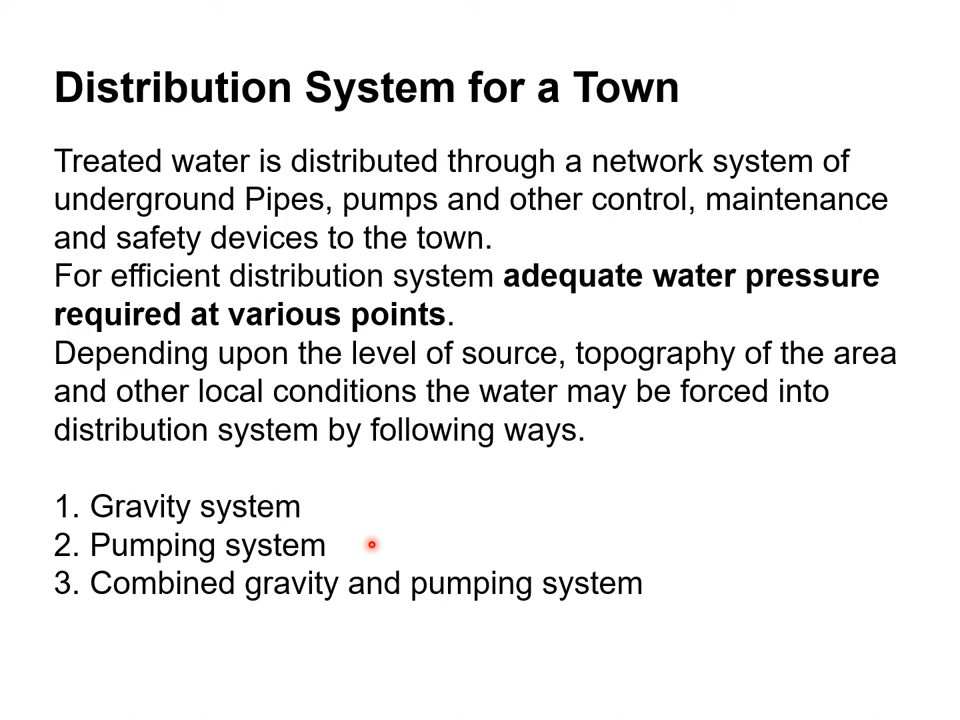 Distribution System for a Town
Treated water is distributed through a network system of
underground Pipes, pumps and other control, maintenance
and safety devices to the town.
For efficient distribution system adequate water pressure
required at various points.
Depending upon the level of source, topography of the area
and other local conditions the water may be forced into
distribution system by following ways.
1. Gravity system
2. Pumping system
3. Combined gravity and pumping system